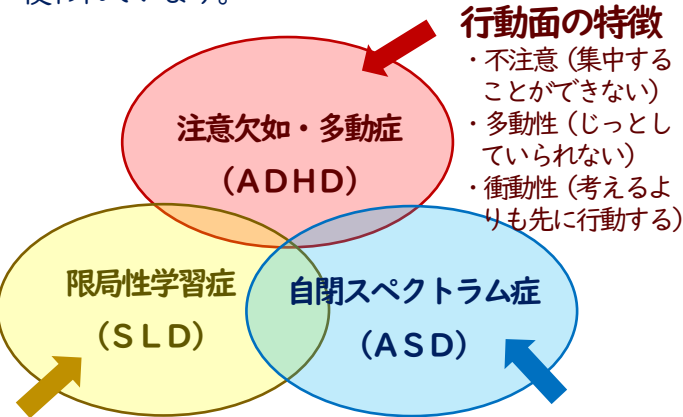 行動面の特徴
・不注意（集中する
ことができない）
・多動性（じっとし
ていられない）
・衝動性（考えるよ
りも先に行動する）
注意欠如・多動症
（ＡＤＨＤ）
限局性学習症
（ＳＬＤ）
自閉スペクトラム症
（ＡＳＤ）